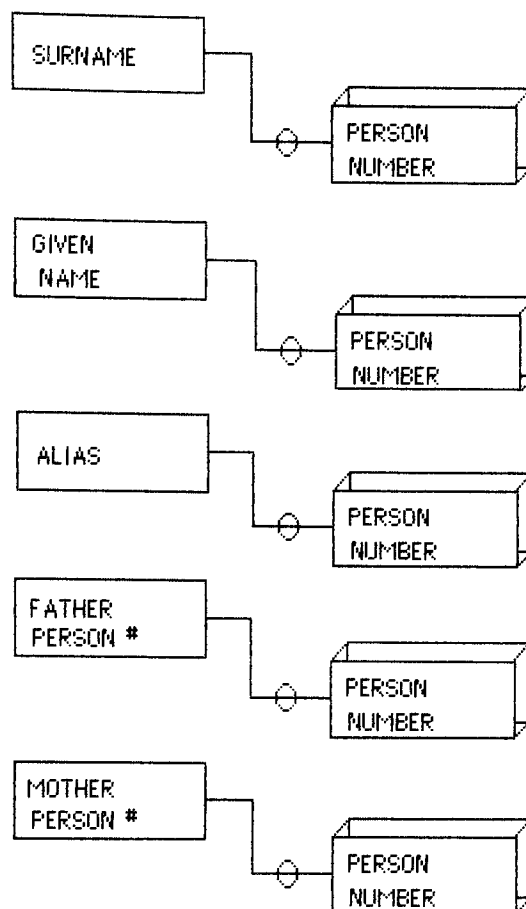 SURNAME
PERSON
NUMBER
GIVEN
NAME
PERSON
NUMBER
ALIAS
PERSON
NUMBER
FATHER
PERSON #
PERSON
NUMBER
MOTHER
PERSON #
PERSON
NUMBER